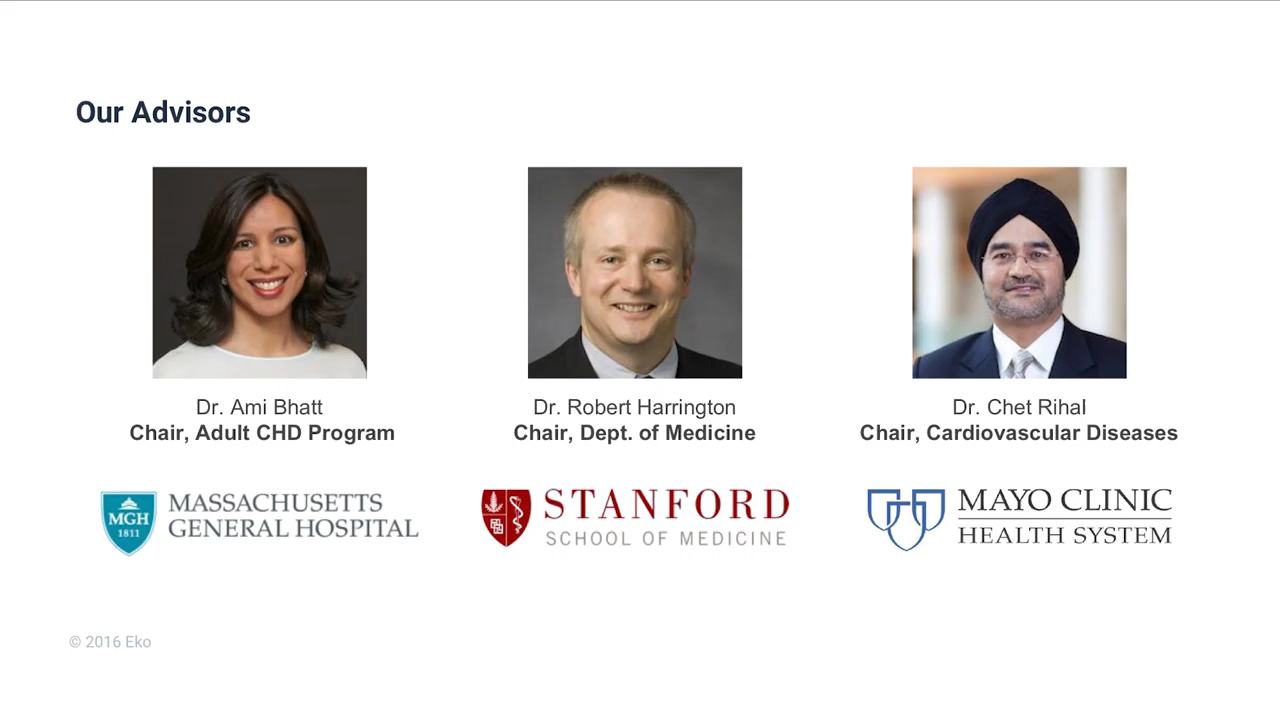 Our Advisors
Dr. Ami Bhatt
Chair, Adult CHD Program
Dr. Robert Harrington
Chair, Dept. of Medicine
Dr. Chet Rihal
Chair, Cardiovascular Diseases
MGH
1811
MASSACHUSETTS
GENERAL HOSPITAL
STANFORD
SCHOOL OF MEDICINE
MAYO CLINIC
HEALTH SYSTEM
© 2016 Eko